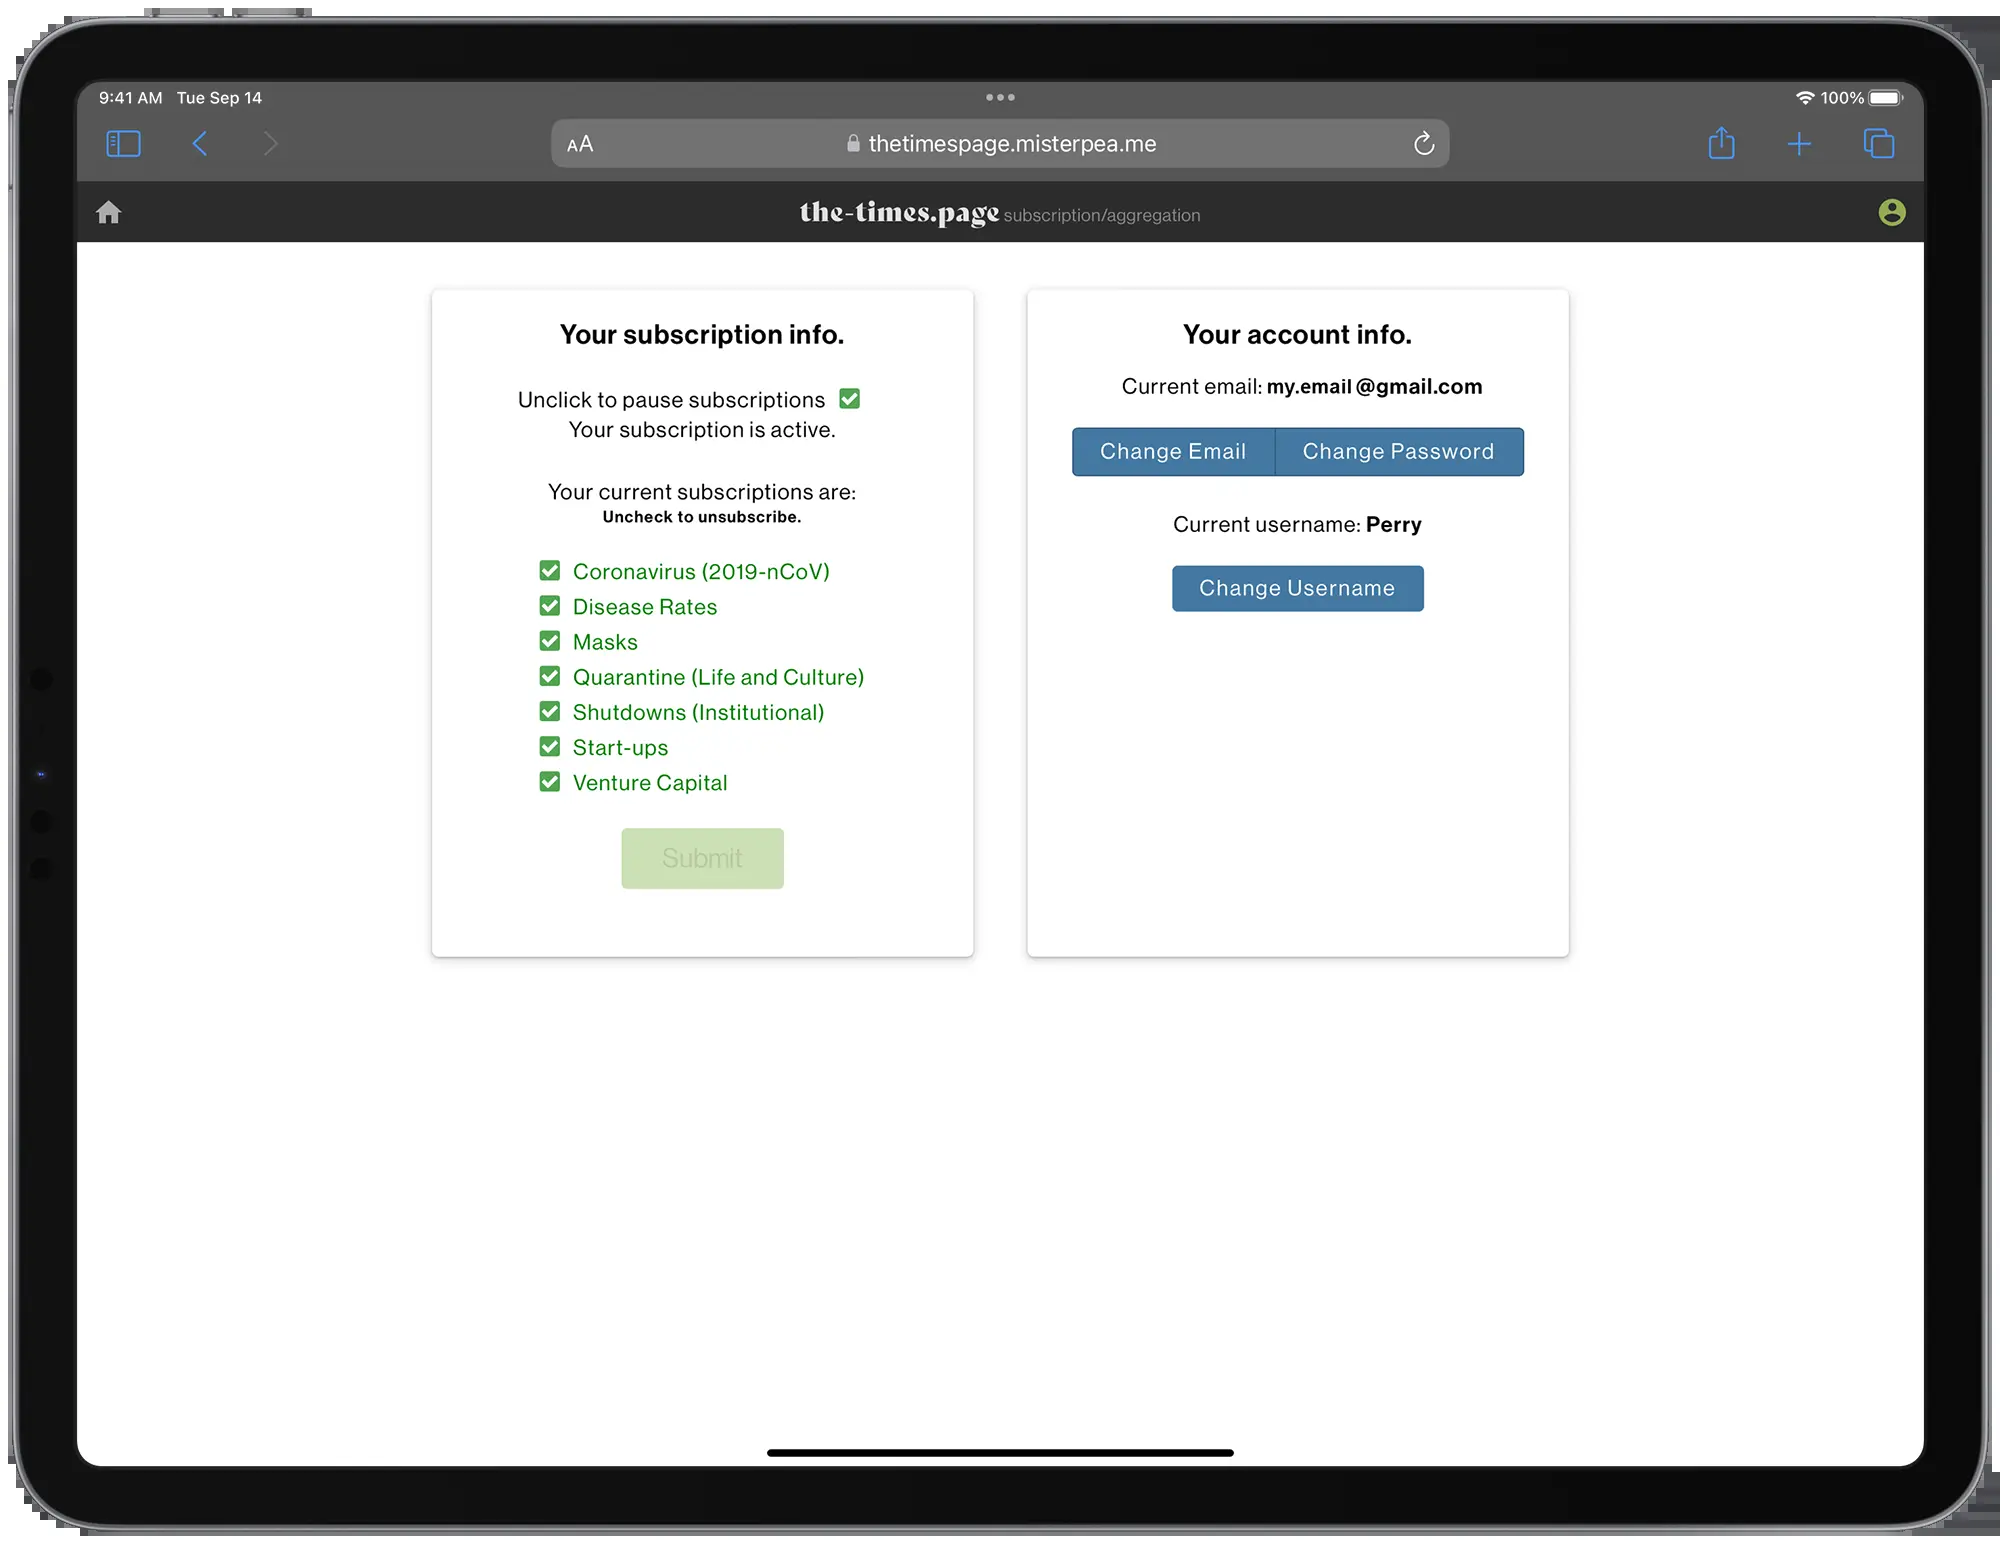 9:41 AM Tue Sep 14
100%
AA
thetimespage.misterpea.me
the-times.page subscription/aggregation
Your subscription info.
Unclick to pause subscriptions
Your subscription is active.
Your current subscriptions are:
Uncheck to unsubscribe.
Coronavirus (2019-nCoV)
Disease Rates
Masks
Quarantine (Life and Culture)
Shutdowns (Institutional)
Start-ups
Venture Capital
Submit
Your account info.
Current email: my.email@gmail.com
Change Email
Change Password
Current username: Perry
Change Username